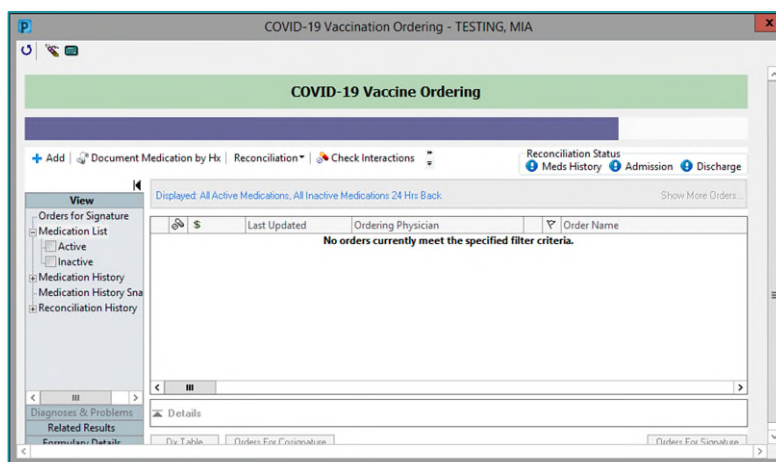 P COVID-19 Vaccination Ordering - TESTING, MIA x
COVID-19 Vaccine Ordering
+ Add Document Medication by Hx Reconciliation Check Interactions
Reconciliation Status
Meds History Admission Discharge
View
Orders for Signature
Medication List
Active
Inactive
Medication History
Medication History Sna
Reconciliation History
Diagnoses & Problems
Related Results
Formulary Details
Displayed: All Active Medications, All Inactive Medications 24 Hrs Back
Show More Orders...
$ Last Updated Ordering Physician Order Name
No orders currently meet the specified filter criteria.
Details
Dx Table Orders For Cosignature Orders For Signature